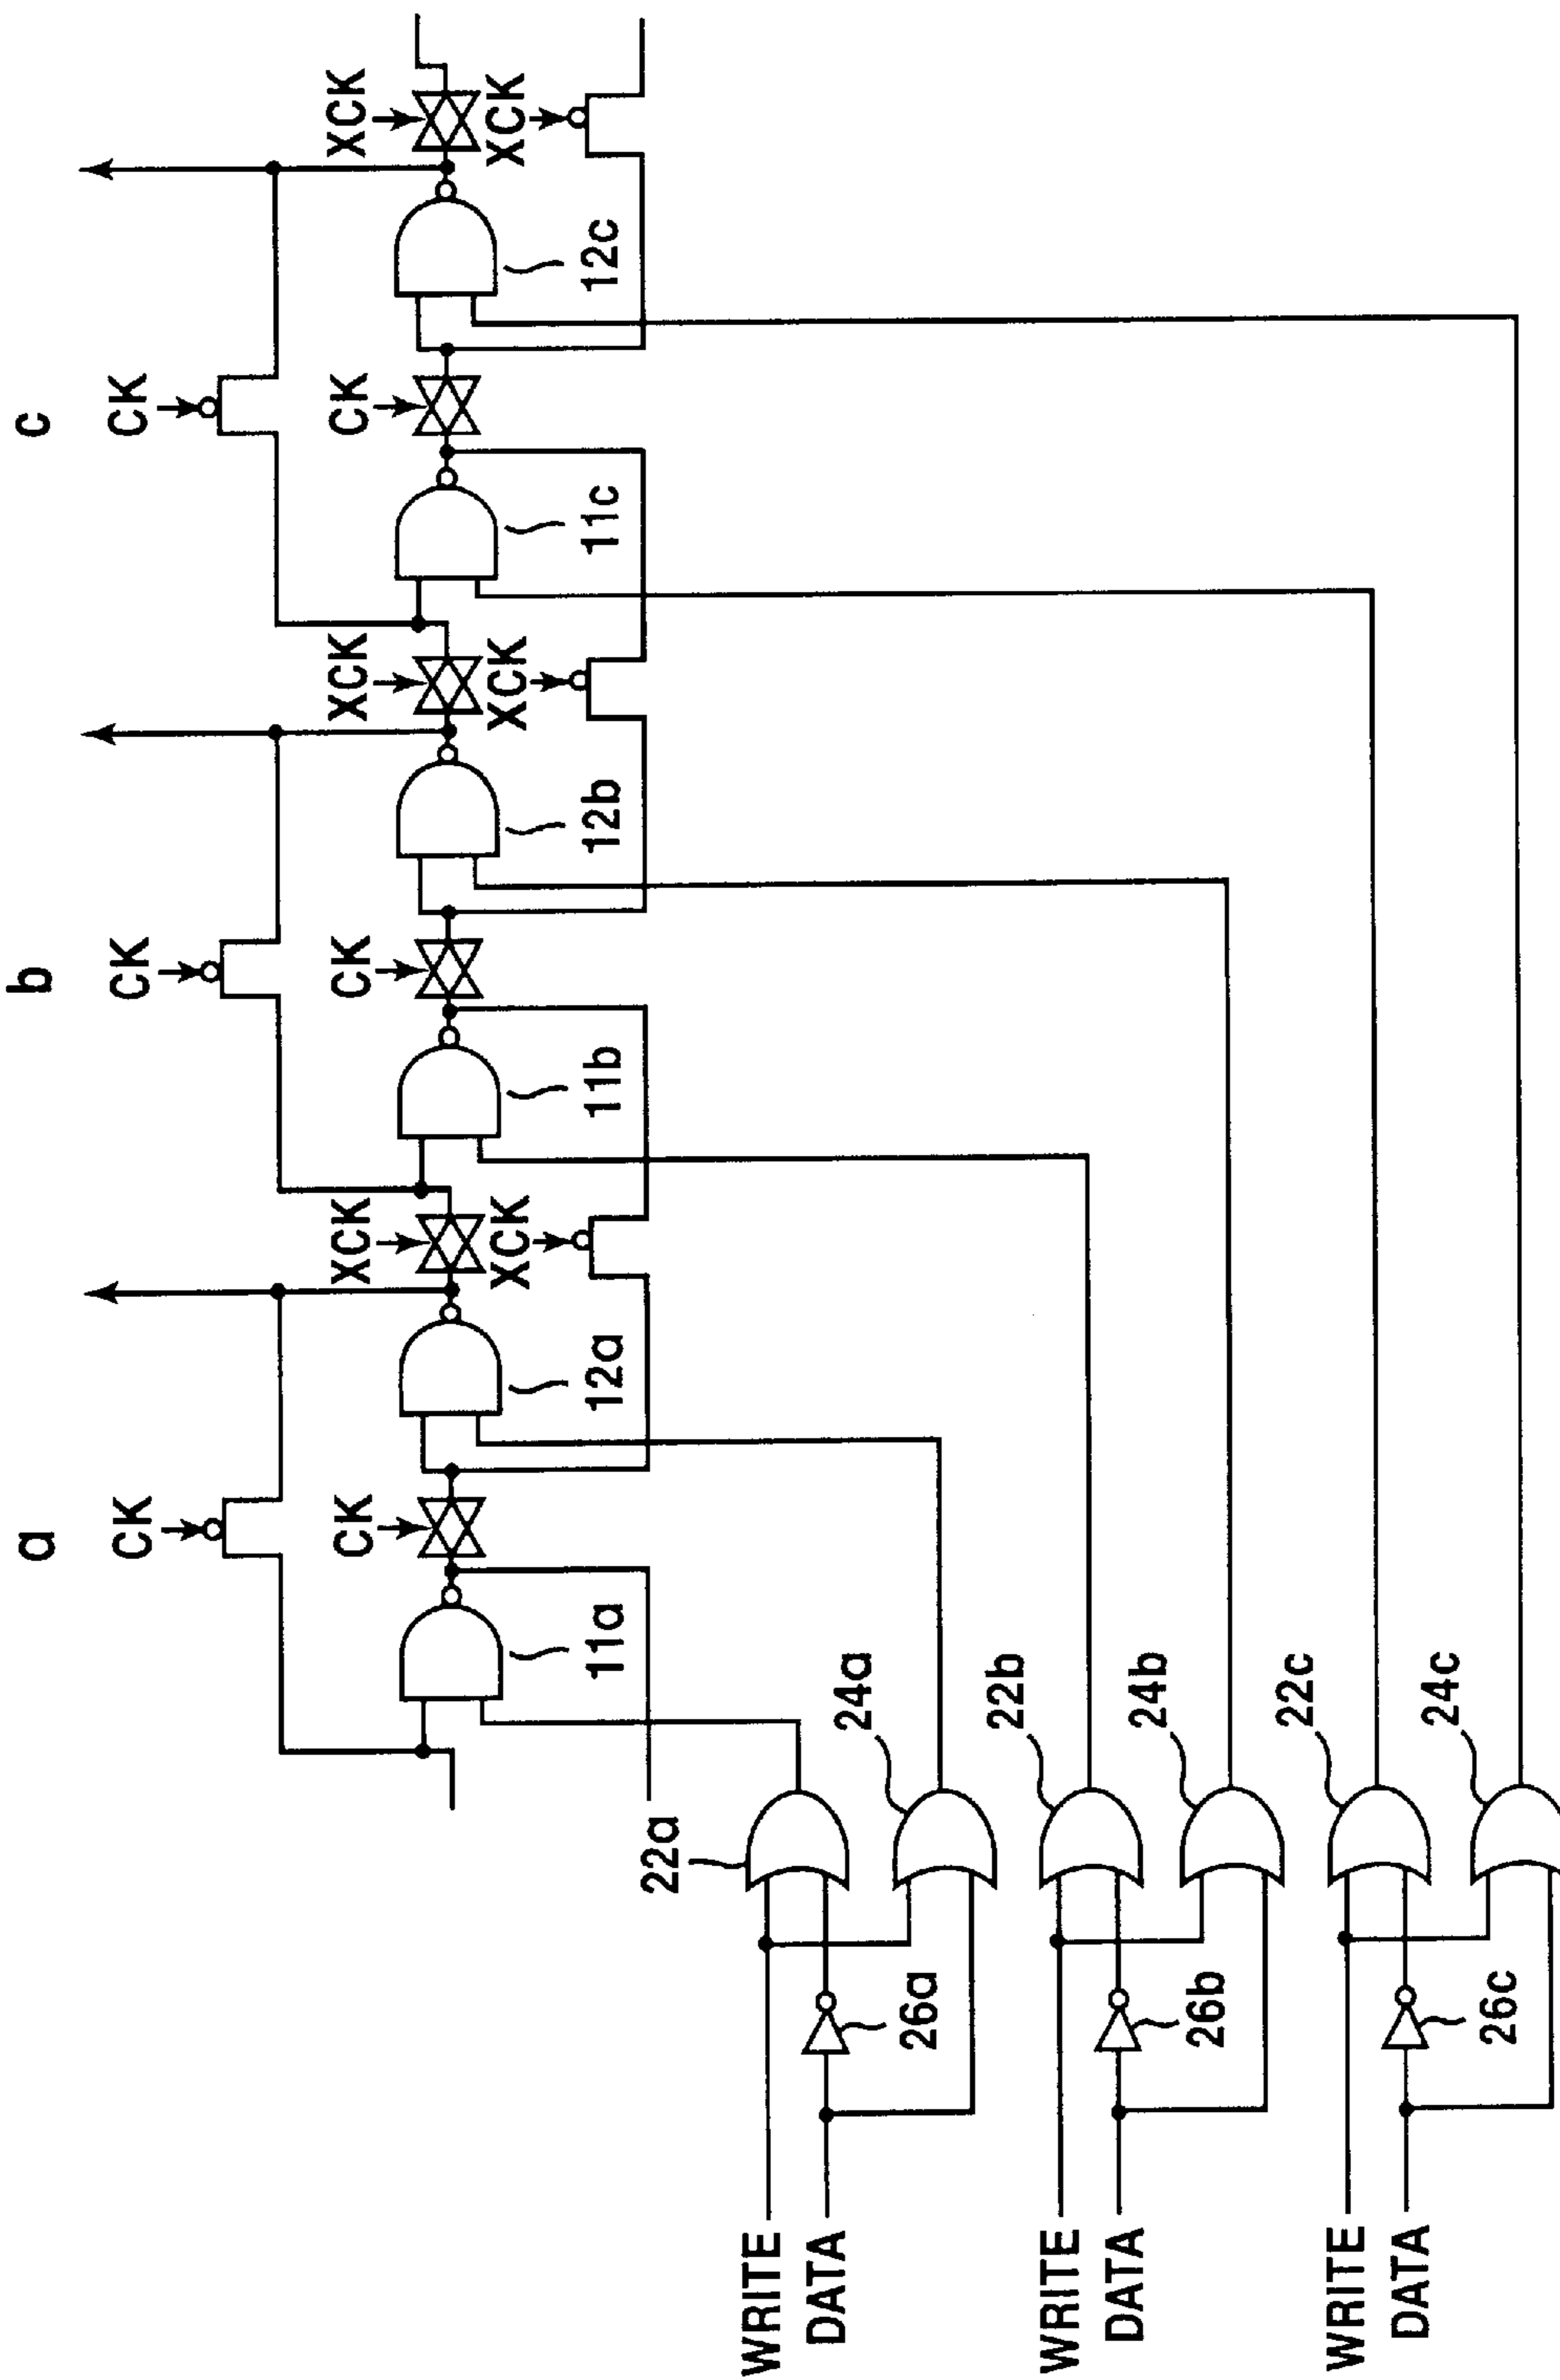 a
b
c
CK
CK
CK
CK
XCK
CK
XCK
CK
XCK
XCK
XCK
XCK
11a
12a
11b
12b
11c
12c
22a
24a
22b
24b
22c
24c
26a
26b
26c
WRITE
DATA
WRITE
DATA
WRITE
DATA